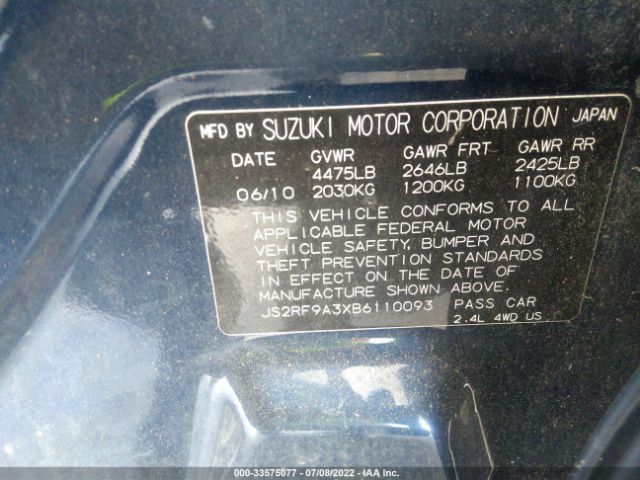 MFD BY SUZUKI MOTOR CORPORATION JAPAN
DATE GVWR GAWR FRT GAWR RR
4475LB 2646LB 2425LB
06/10 2030KG 1200KG 1100KG
THIS VEHICLE CONFORMS TO ALL
APPLICABLE FEDERAL MOTOR
VEHICLE SAFETY, BUMPER AND
THEFT PREVENTION STANDARDS
IN EFFECT ON THE DATE OF
MANUFACTURE SHOWN ABOVE.
JS2RF9A3XB6110093 PASS CAR
2.4L 4WD US
000-33575077 - 07/08/2022 - IAA Inc.